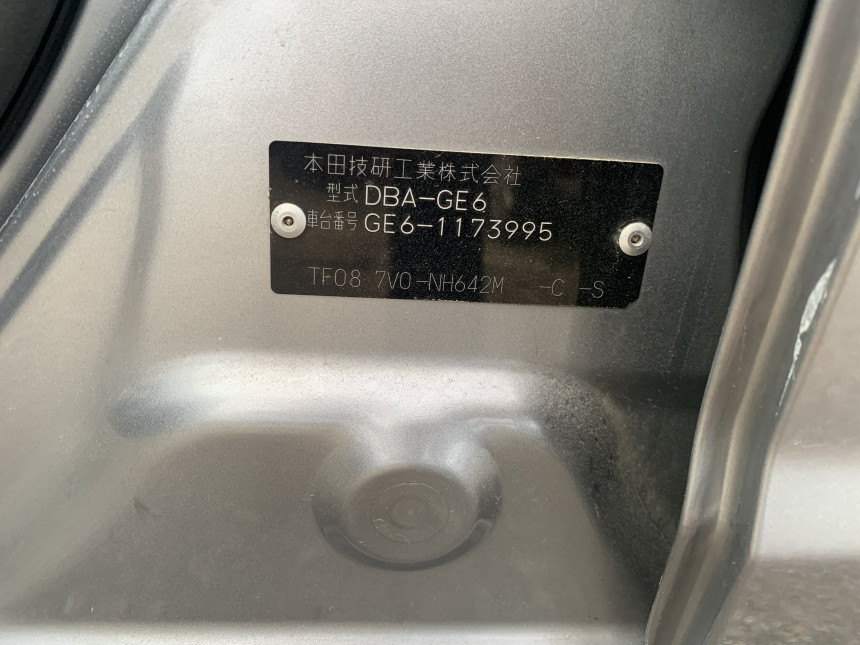 本田技研工業株式会社
型式 DBA-GE6
車台番号 GE6-1173995
TF08 7V0-NH642M -C -S